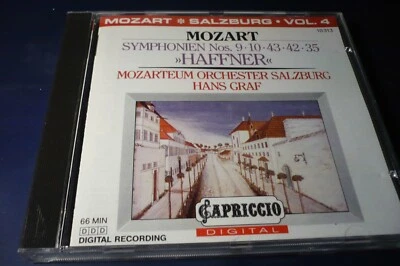 MOZART ✱ SALZBURG · VOL. 4
MOZART
SYMPHONIEN Nos. 9·10·43·42·35
»HAFFNER«
MOZARTEUM ORCHESTER SALZBURG
HANS GRAF
66 MIN
DDD
DIGITAL RECORDING
CAPRICCIO
DIGITAL